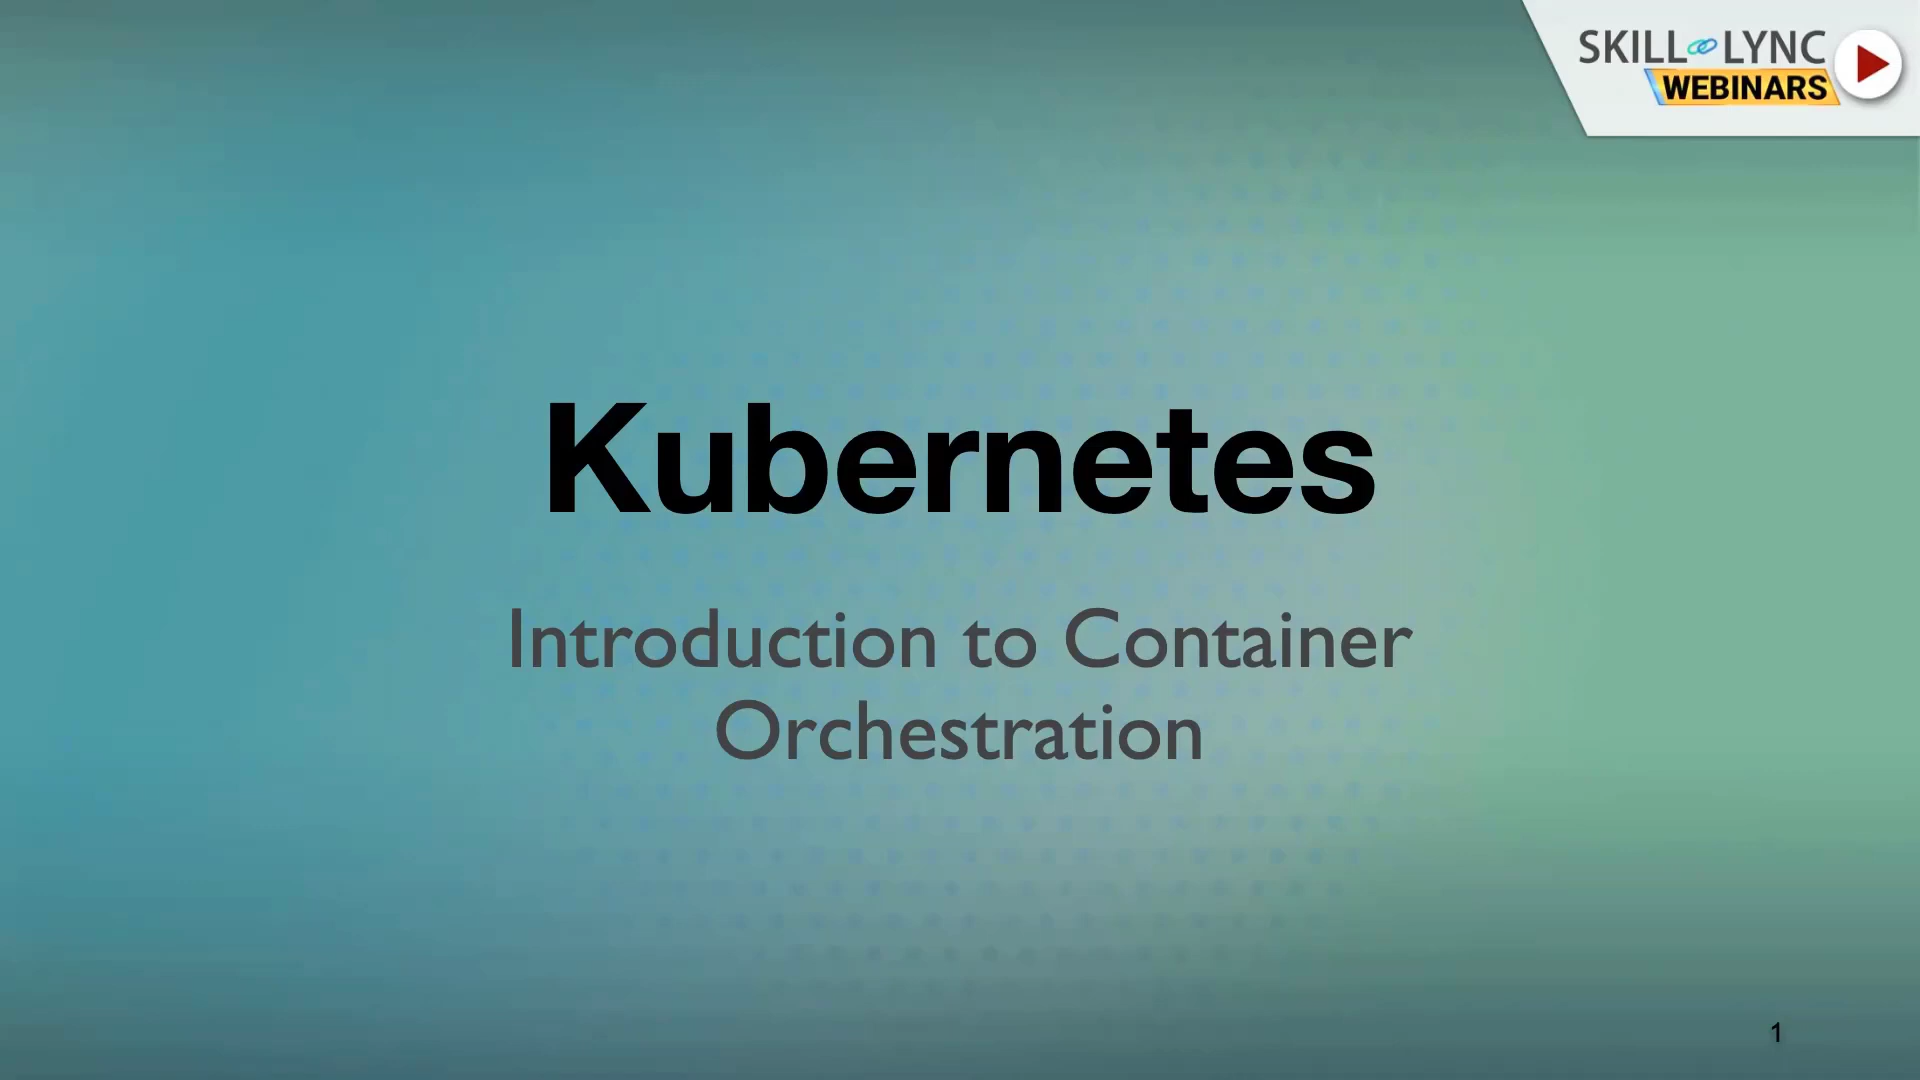 SKILL LYNC
WEBINARS
Kubernetes
Introduction to Container
Orchestration
1